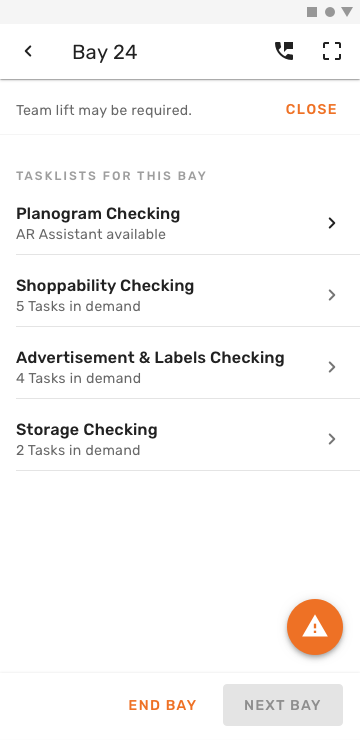 Bay 24
Team lift may be required.
CLOSE
TASKLISTS FOR THIS BAY
Planogram Checking
AR Assistant available
Shoppability Checking
5 Tasks in demand
Advertisement & Labels Checking
4 Tasks in demand
Storage Checking
2 Tasks in demand
END BAY
NEXT BAY